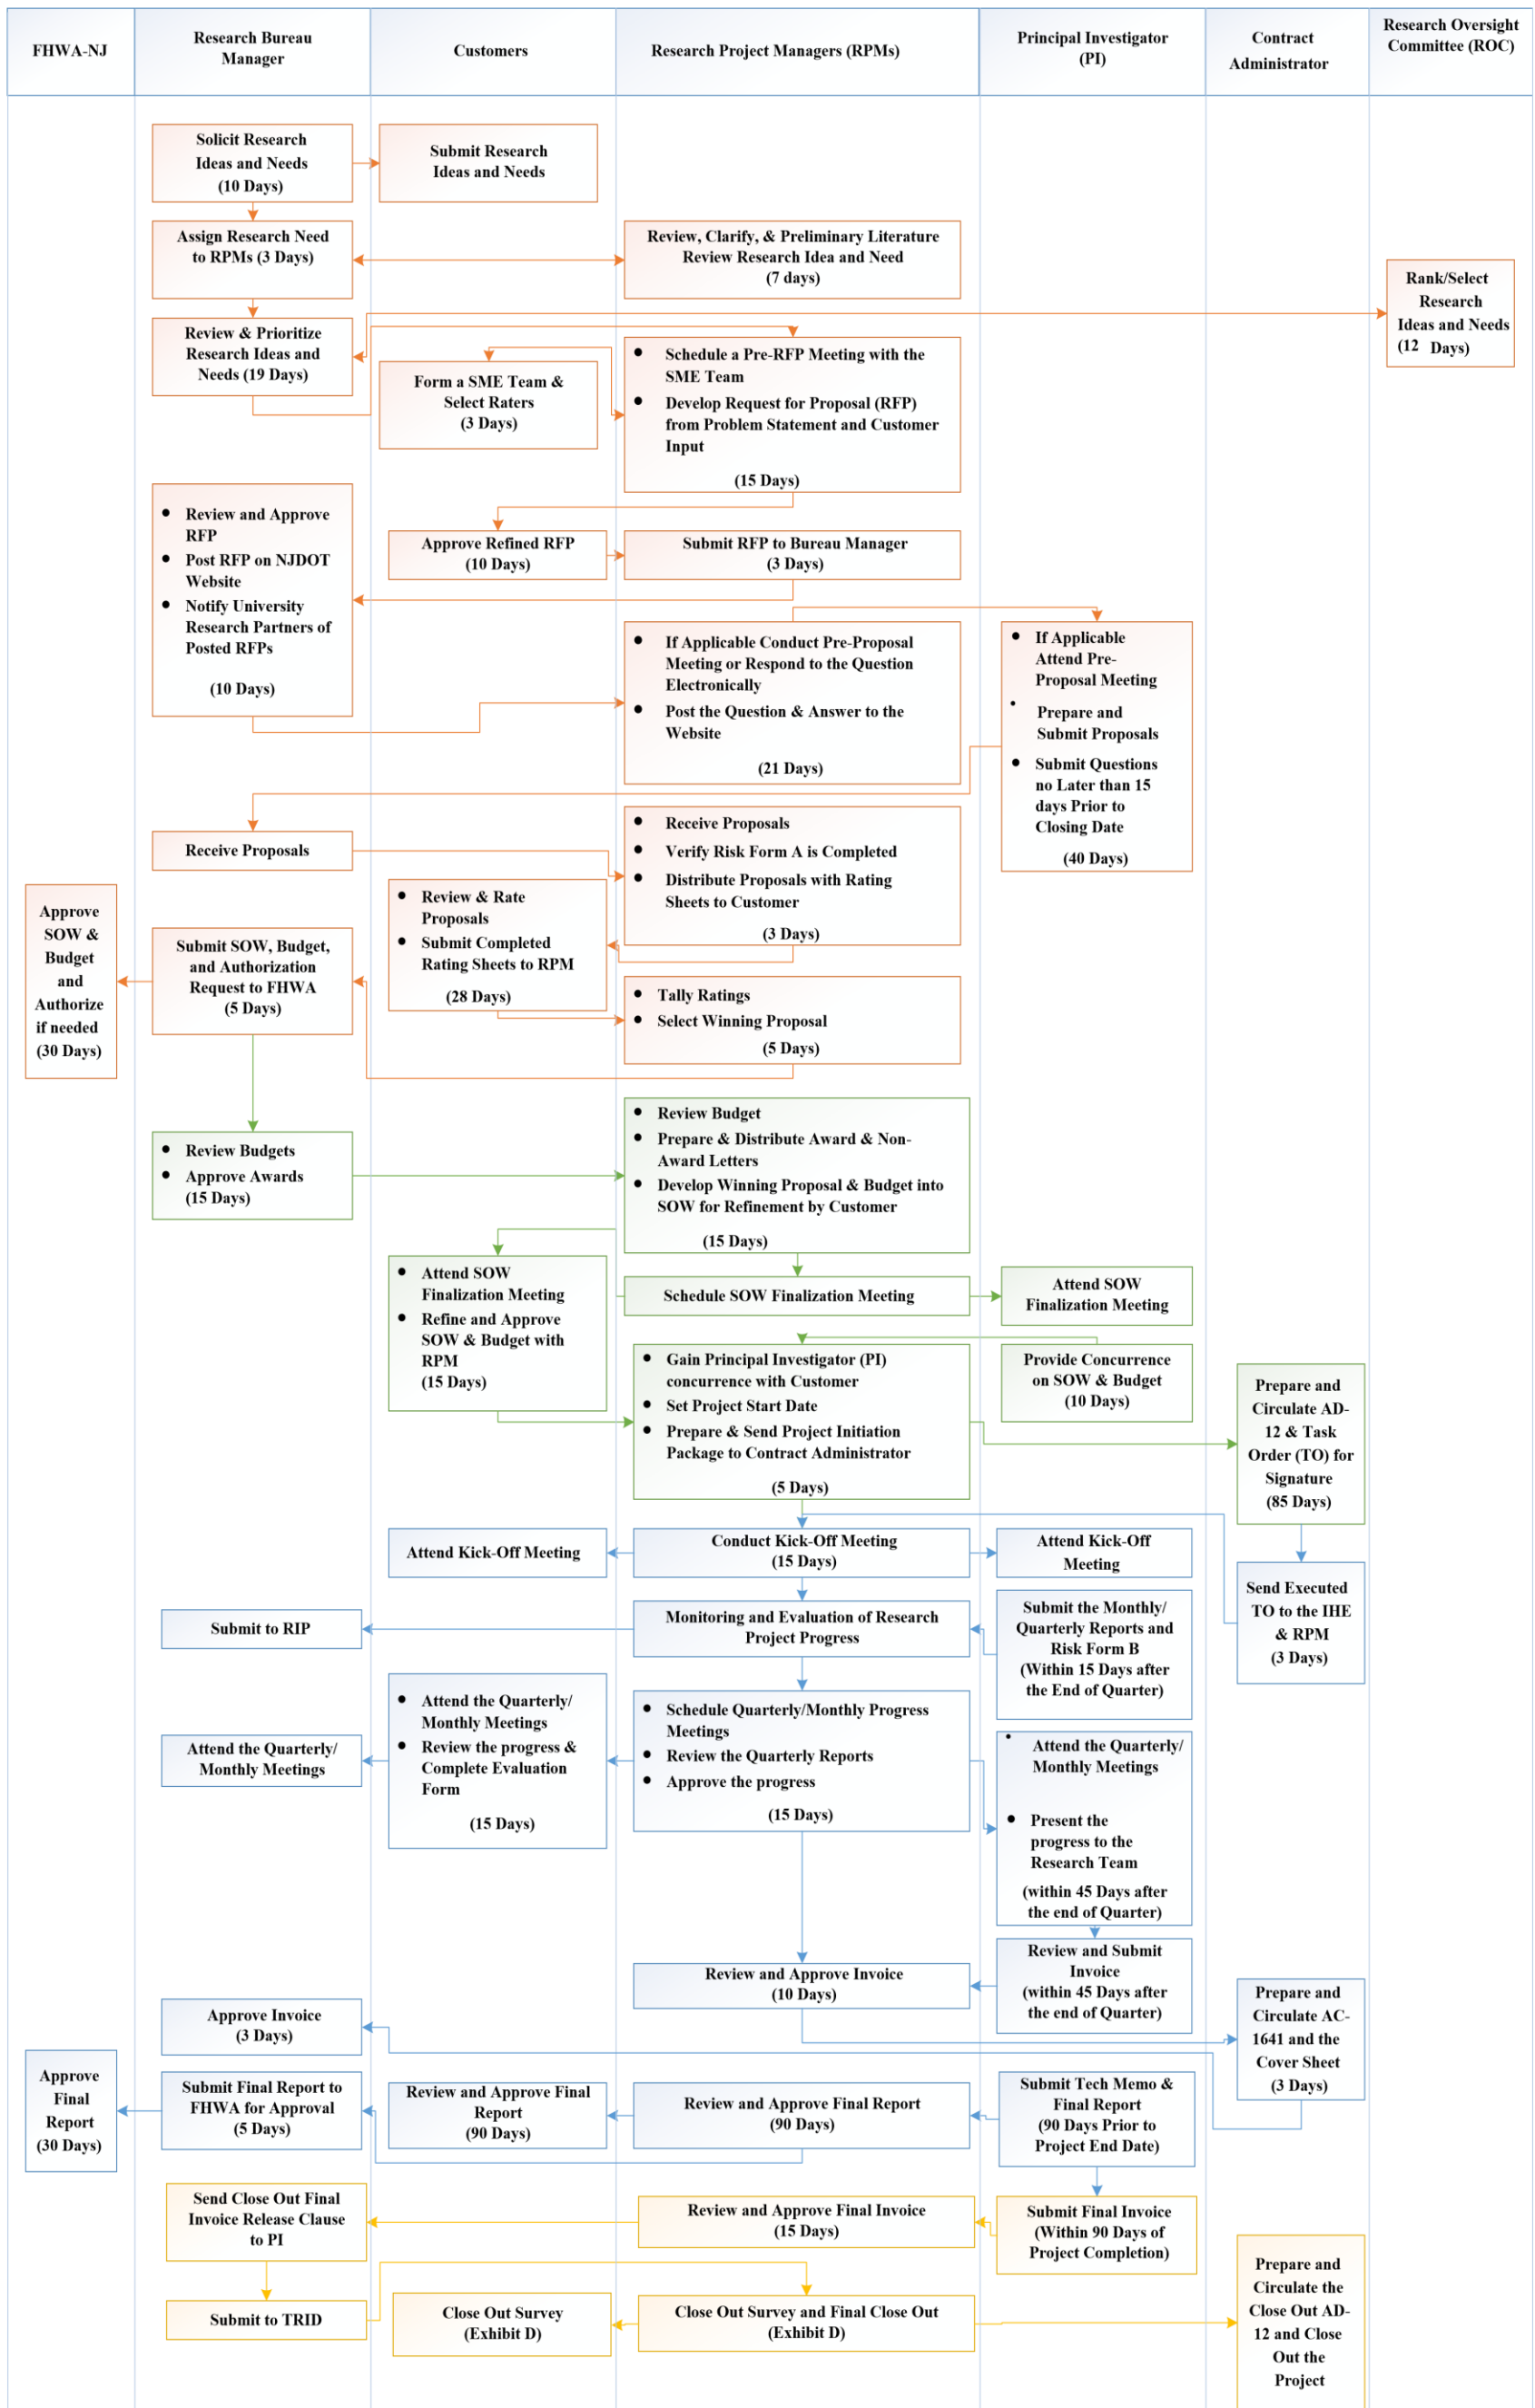 FHWA-NJ
Research Bureau
Manager
Customers
Research Project Managers (RPMs)
Principal Investigator
(PI)
Contract
Administrator
Research Oversight
Committee (ROC)
Solicit Research
Ideas and Needs
(10 Days)
Submit Research
Ideas and Needs
Assign Research Need
to RPMs (3 Days)
Review, Clarify, & Preliminary Literature
Review Research Idea and Need
(7 days)
Rank/Select
Research
Ideas and Needs
(12 Days)
Review & Prioritize
Research Ideas and
Needs (19 Days)
Form a SME Team &
Select Raters
(3 Days)
• Schedule a Pre-RFP Meeting with the
SME Team
• Develop Request for Proposal (RFP)
from Problem Statement and Customer
Input
(15 Days)
• Review and Approve
RFP
• Post RFP on NJDOT
Website
• Notify University
Research Partners of
Posted RFPs
(10 Days)
Approve Refined RFP
(10 Days)
Submit RFP to Bureau Manager
(3 Days)
• If Applicable Conduct Pre-Proposal
Meeting or Respond to the Question
Electronically
• Post the Question & Answer to the
Website
(21 Days)
• If Applicable
Attend Pre-
Proposal Meeting
• Prepare and
Submit Proposals
• Submit Questions
no Later than 15
days Prior to
Closing Date
(40 Days)
Receive Proposals
• Receive Proposals
• Verify Risk Form A is Completed
• Distribute Proposals with Rating
Sheets to Customer
(3 Days)
Approve
SOW &
Budget
and
Authorize
if needed
(30 Days)
Submit SOW, Budget,
and Authorization
Request to FHWA
(5 Days)
• Review & Rate
Proposals
• Submit Completed
Rating Sheets to RPM
(28 Days)
• Tally Ratings
• Select Winning Proposal
(5 Days)
• Review Budgets
• Approve Awards
(15 Days)
• Review Budget
• Prepare & Distribute Award & Non-
Award Letters
• Develop Winning Proposal & Budget into
SOW for Refinement by Customer
(15 Days)
• Attend SOW
Finalization Meeting
• Refine and Approve
SOW & Budget with
RPM
(15 Days)
Schedule SOW Finalization Meeting
Attend SOW
Finalization Meeting
• Gain Principal Investigator (PI)
concurrence with Customer
• Set Project Start Date
• Prepare & Send Project Initiation
Package to Contract Administrator
(5 Days)
Provide Concurrence
on SOW & Budget
(10 Days)
Prepare and
Circulate AD-
12 & Task
Order (TO) for
Signature
(85 Days)
Attend Kick-Off Meeting
Conduct Kick-Off Meeting
(15 Days)
Attend Kick-Off
Meeting
Send Executed
TO to the IHE
& RPM
(3 Days)
Submit to RIP
Monitoring and Evaluation of Research
Project Progress
Submit the Monthly/
Quarterly Reports and
Risk Form B
(Within 15 Days after
the End of Quarter)
Attend the Quarterly/
Monthly Meetings
• Attend the Quarterly/
Monthly Meetings
• Review the progress &
Complete Evaluation
Form
(15 Days)
• Schedule Quarterly/Monthly Progress
Meetings
• Review the Quarterly Reports
• Approve the progress
(15 Days)
• Attend the Quarterly/
Monthly Meetings
• Present the
progress to the
Research Team
(within 45 Days after
the end of Quarter)
Review and Approve Invoice
(10 Days)
Review and Submit
Invoice
(within 45 Days after
the end of Quarter)
Approve Invoice
(3 Days)
Prepare and
Circulate AC-
1641 and the
Cover Sheet
(3 Days)
Approve
Final
Report
(30 Days)
Submit Final Report to
FHWA for Approval
(5 Days)
Review and Approve Final
Report
(90 Days)
Review and Approve Final Report
(90 Days)
Submit Tech Memo &
Final Report
(90 Days Prior to
Project End Date)
Send Close Out Final
Invoice Release Clause
to PI
Review and Approve Final Invoice
(15 Days)
Submit Final Invoice
(Within 90 Days of
Project Completion)
Submit to TRID
Close Out Survey
(Exhibit D)
Close Out Survey and Final Close Out
(Exhibit D)
Prepare and
Circulate the
Close Out AD-
12 and Close
Out the
Project